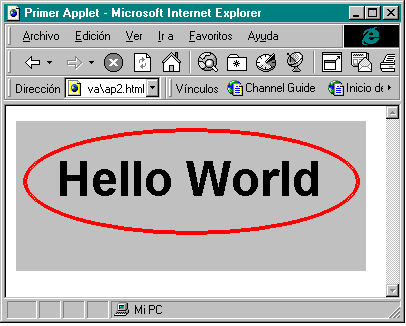 Primer Applet - Microsoft Internet Explorer
Archivo Edición Ver Ir a Favoritos Ayuda
Dirección va\ap2.html Vínculos Channel Guide Inicio de
Hello World
Mi PC